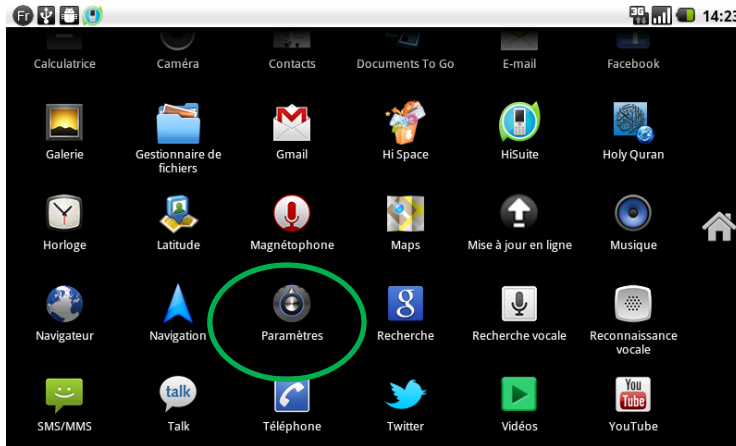 Fr 3G 14:23
Calculatrice Caméra Contacts Documents To Go E-mail Facebook
Galerie Gestionnaire de fichiers Gmail Hi Space HiSuite Holy Quran
Horloge Latitude Magnétophone Maps Mise à jour en ligne Musique
8
Navigateur Navigation Paramètres Recherche Recherche vocale Reconnaissance vocale
talk You Tube
SMS/MMS Talk Téléphone Twitter Vidéos YouTube